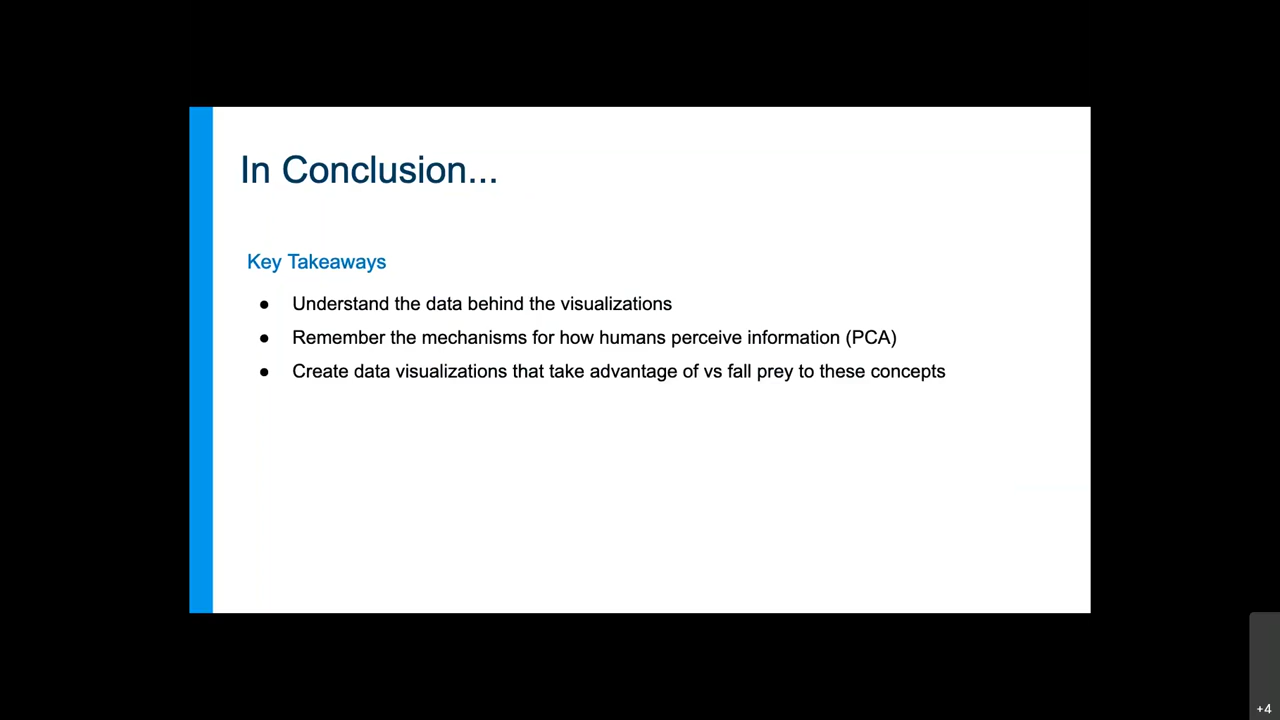 In Conclusion...
Key Takeaways
● Understand the data behind the visualizations
● Remember the mechanisms for how humans perceive information (PCA)
● Create data visualizations that take advantage of vs fall prey to these concepts
+4